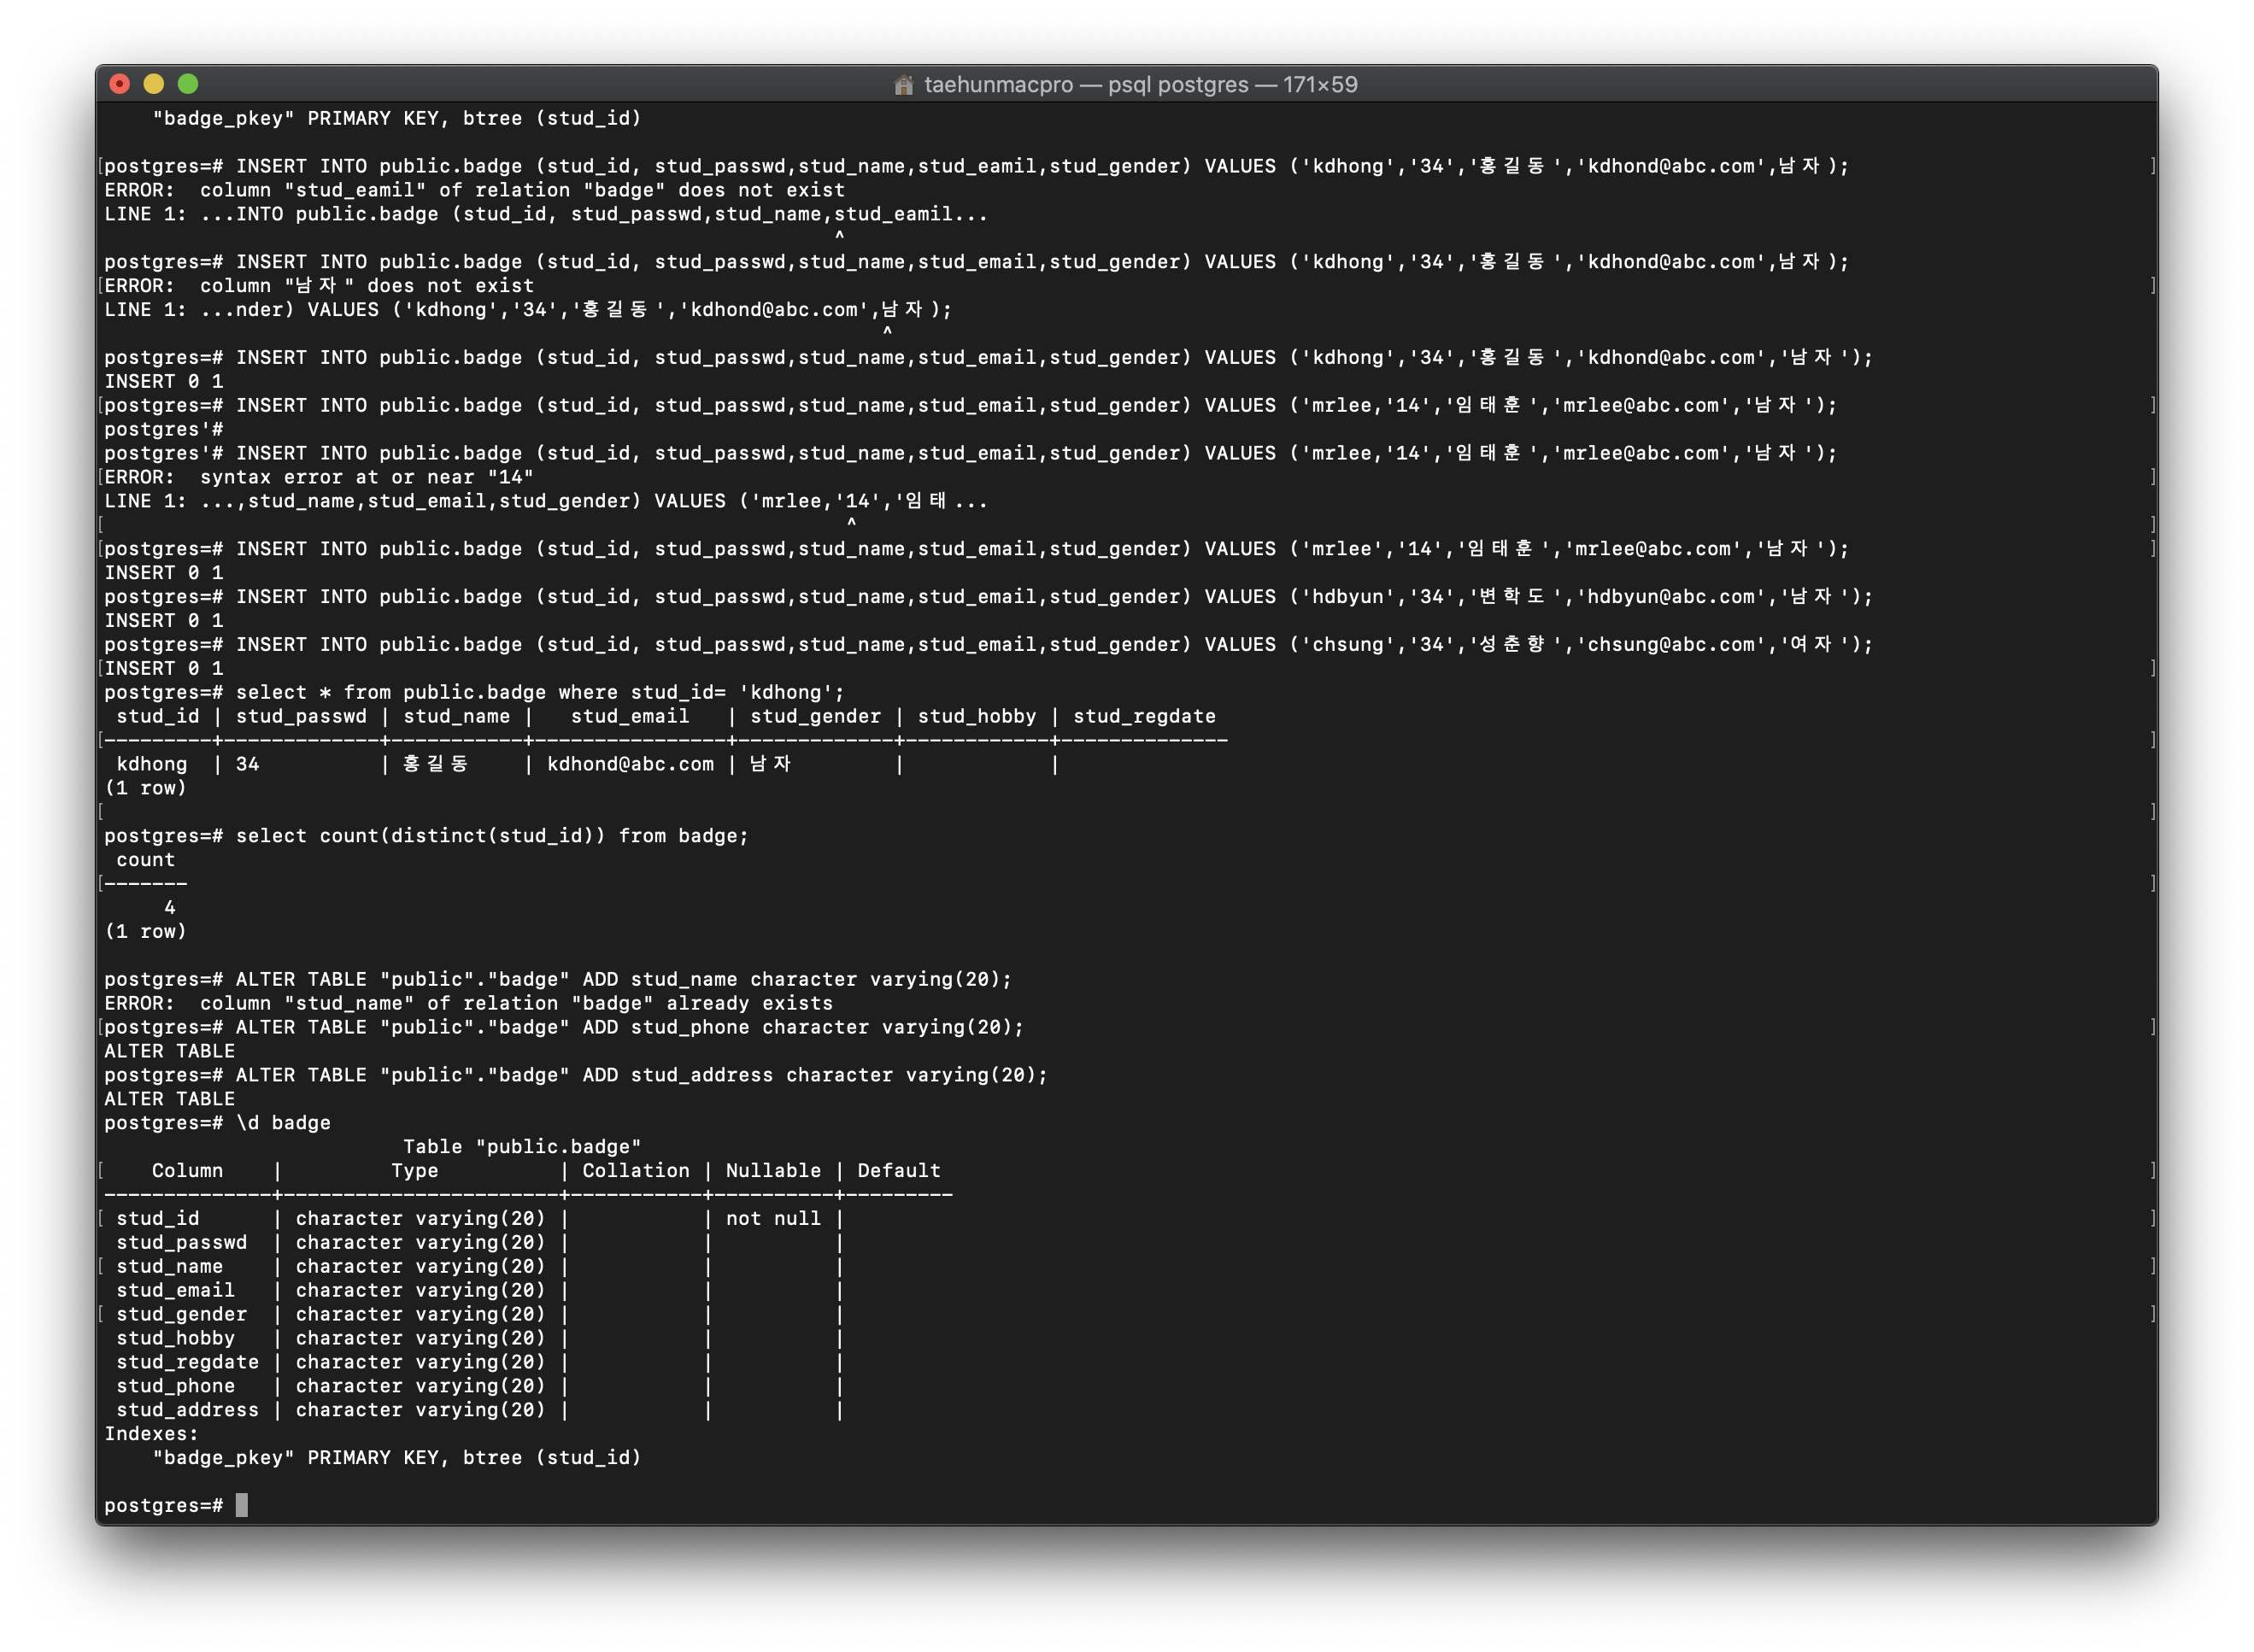 taehunmacpro — psql postgres — 171×59
    "badge_pkey" PRIMARY KEY, btree (stud_id)
postgres=# INSERT INTO public.badge (stud_id, stud_passwd,stud_name,stud_eamil,stud_gender) VALUES ('kdhong','34','홍길동','kdhond@abc.com',남자);
ERROR:  column "stud_eamil" of relation "badge" does not exist
LINE 1: ...INTO public.badge (stud_id, stud_passwd,stud_name,stud_eamil...
                                                             ^
postgres=# INSERT INTO public.badge (stud_id, stud_passwd,stud_name,stud_email,stud_gender) VALUES ('kdhong','34','홍길동','kdhond@abc.com',남자);
ERROR:  column "남자" does not exist
LINE 1: ...nder) VALUES ('kdhong','34','홍길동','kdhond@abc.com',남자);
                                                                 ^
postgres=# INSERT INTO public.badge (stud_id, stud_passwd,stud_name,stud_email,stud_gender) VALUES ('kdhong','34','홍길동','kdhond@abc.com','남자');
INSERT 0 1
postgres=# INSERT INTO public.badge (stud_id, stud_passwd,stud_name,stud_email,stud_gender) VALUES ('mrlee,'14','임태훈','mrlee@abc.com','남자');
postgres'#
postgres'# INSERT INTO public.badge (stud_id, stud_passwd,stud_name,stud_email,stud_gender) VALUES ('mrlee,'14','임태훈','mrlee@abc.com','남자');
ERROR:  syntax error at or near "14"
LINE 1: ...,stud_name,stud_email,stud_gender) VALUES ('mrlee,'14','임태...
                                                              ^
postgres=# INSERT INTO public.badge (stud_id, stud_passwd,stud_name,stud_email,stud_gender) VALUES ('mrlee','14','임태훈','mrlee@abc.com','남자');
INSERT 0 1
postgres=# INSERT INTO public.badge (stud_id, stud_passwd,stud_name,stud_email,stud_gender) VALUES ('hdbyun','34','변학도','hdbyun@abc.com','남자');
INSERT 0 1
postgres=# INSERT INTO public.badge (stud_id, stud_passwd,stud_name,stud_email,stud_gender) VALUES ('chsung','34','성춘향','chsung@abc.com','여자');
INSERT 0 1
postgres=# select * from public.badge where stud_id= 'kdhong';
 stud_id | stud_passwd | stud_name |   stud_email   | stud_gender | stud_hobby | stud_regdate
---------+-------------+-----------+----------------+-------------+------------+--------------
 kdhong  | 34          | 홍길동    | kdhond@abc.com | 남자        |            |
(1 row)
postgres=# select count(distinct(stud_id)) from badge;
 count
-------
     4
(1 row)
postgres=# ALTER TABLE "public"."badge" ADD stud_name character varying(20);
ERROR:  column "stud_name" of relation "badge" already exists
postgres=# ALTER TABLE "public"."badge" ADD stud_phone character varying(20);
ALTER TABLE
postgres=# ALTER TABLE "public"."badge" ADD stud_address character varying(20);
ALTER TABLE
postgres=# \d badge
                         Table "public.badge"
    Column    |         Type          | Collation | Nullable | Default
--------------+-----------------------+-----------+----------+---------
 stud_id      | character varying(20) |           | not null |
 stud_passwd  | character varying(20) |           |          |
 stud_name    | character varying(20) |           |          |
 stud_email   | character varying(20) |           |          |
 stud_gender  | character varying(20) |           |          |
 stud_hobby   | character varying(20) |           |          |
 stud_regdate | character varying(20) |           |          |
 stud_phone   | character varying(20) |           |          |
 stud_address | character varying(20) |           |          |
Indexes:
    "badge_pkey" PRIMARY KEY, btree (stud_id)
postgres=#